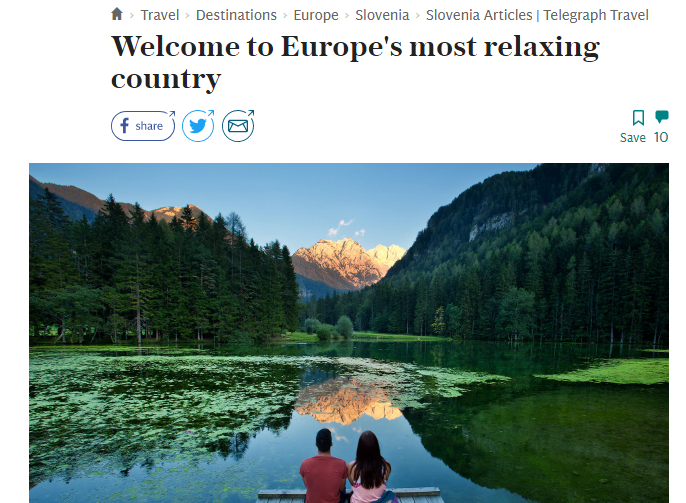 Travel › Destinations › Europe › Slovenia › Slovenia Articles | Telegraph Travel
Welcome to Europe's most relaxing
country
share
Save 10